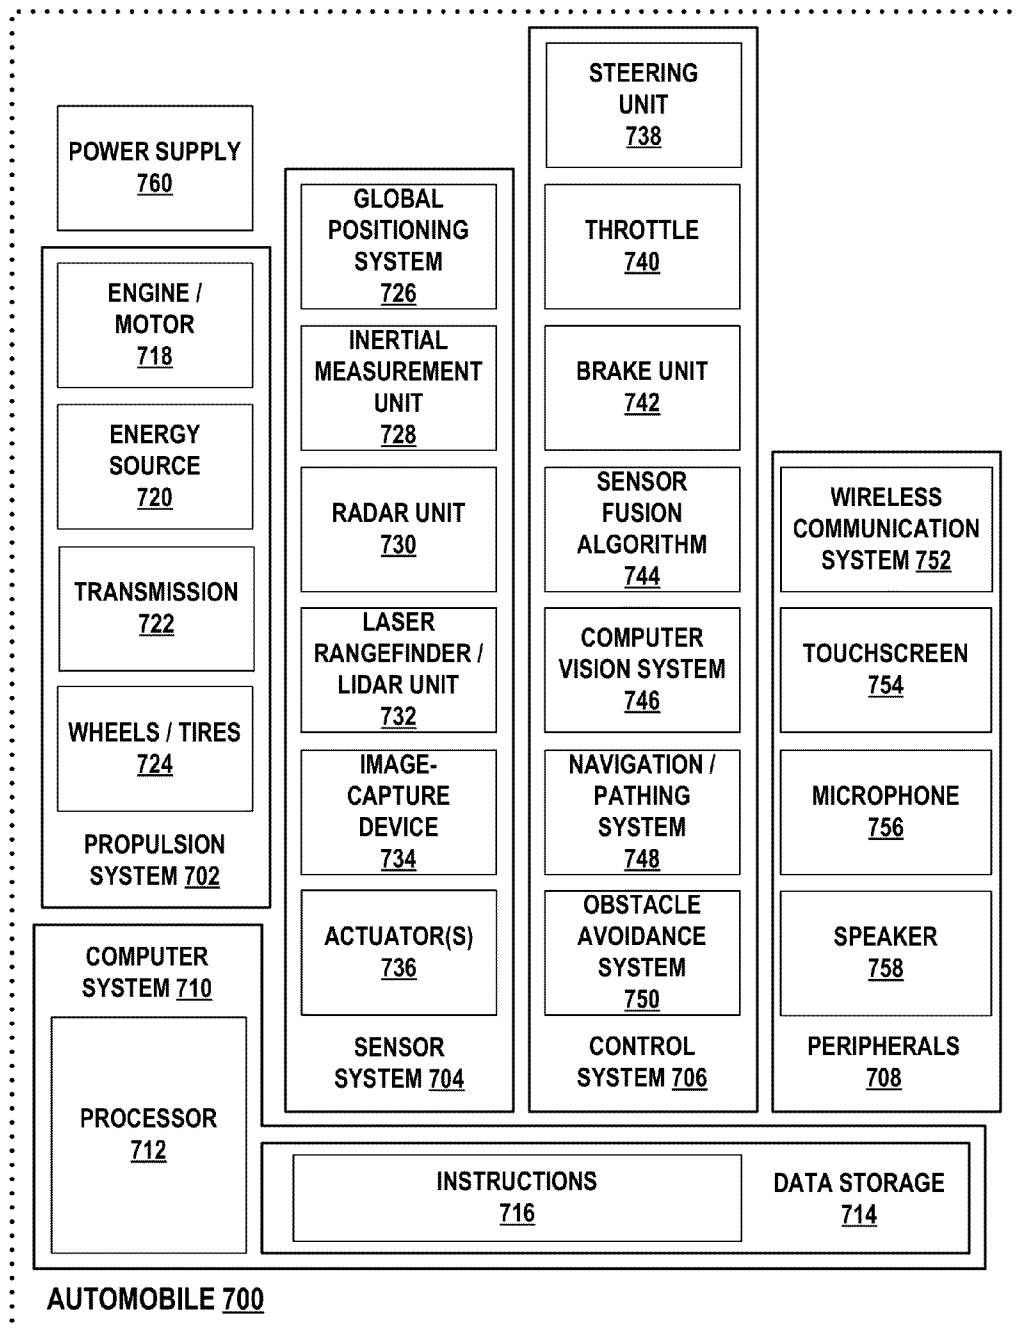 POWER SUPPLY
760
ENGINE /
MOTOR
718
ENERGY
SOURCE
720
TRANSMISSION
722
WHEELS / TIRES
724
PROPULSION
SYSTEM 702
GLOBAL
POSITIONING
SYSTEM
726
INERTIAL
MEASUREMENT
UNIT
728
RADAR UNIT
730
LASER
RANGEFINDER /
LIDAR UNIT
732
IMAGE-
CAPTURE
DEVICE
734
ACTUATOR(S)
736
SENSOR
SYSTEM 704
STEERING
UNIT
738
THROTTLE
740
BRAKE UNIT
742
SENSOR
FUSION
ALGORITHM
744
COMPUTER
VISION SYSTEM
746
NAVIGATION /
PATHING
SYSTEM
748
OBSTACLE
AVOIDANCE
SYSTEM
750
CONTROL
SYSTEM 706
WIRELESS
COMMUNICATION
SYSTEM 752
TOUCHSCREEN
754
MICROPHONE
756
SPEAKER
758
PERIPHERALS
708
COMPUTER
SYSTEM 710
PROCESSOR
712
INSTRUCTIONS
716
DATA STORAGE
714
AUTOMOBILE 700